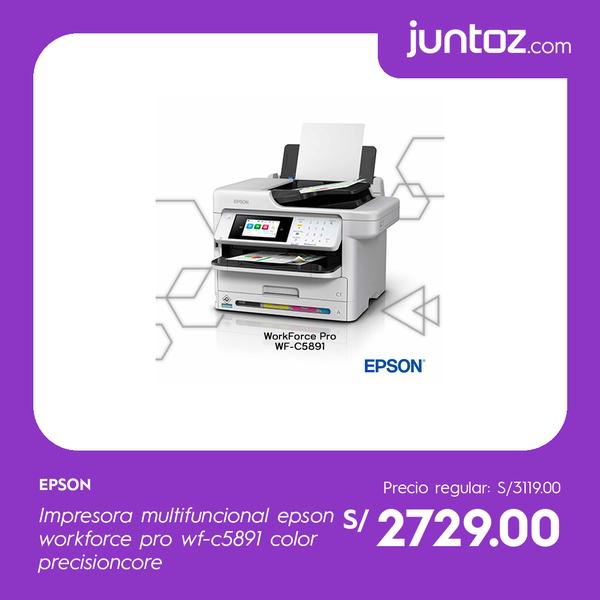 juntoz.com
EPSON
C1
A
WorkForce Pro
WF-C5891
EPSON
EPSON
Impresora multifuncional epson
workforce pro wf-c5891 color
precisioncore
Precio regular: S/3119.00
S/ 2729.00